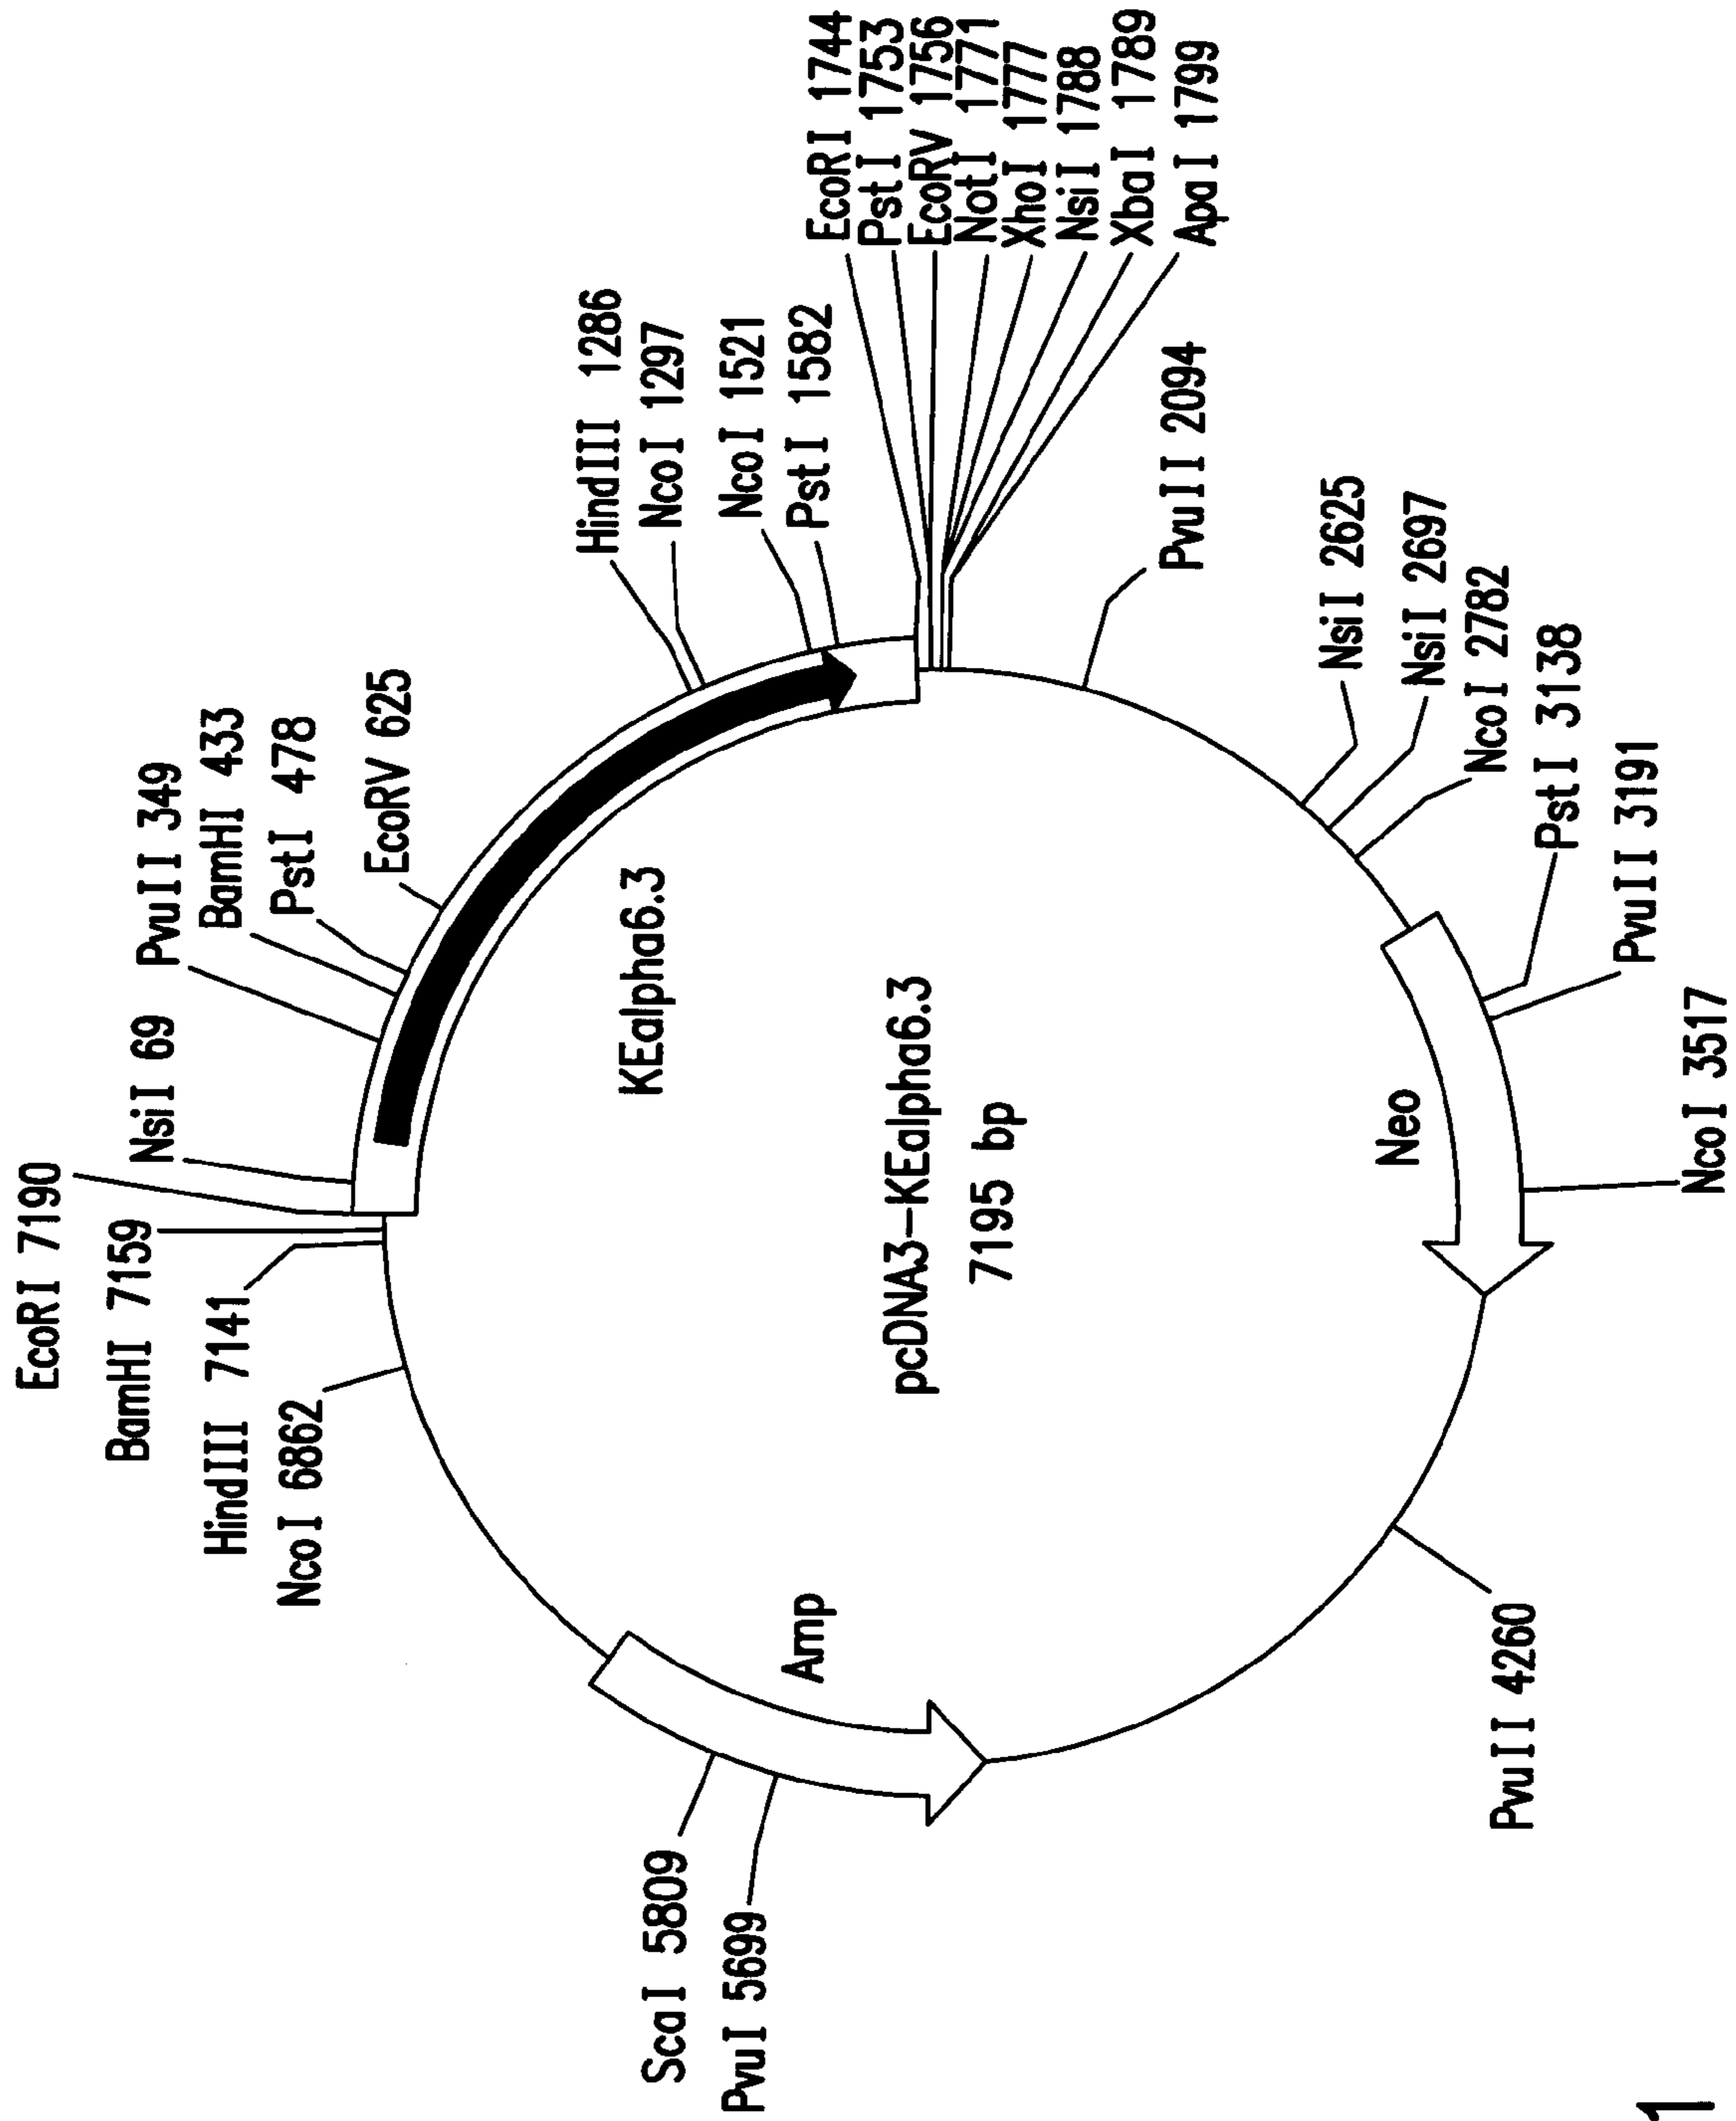 EcoRI 7190
BamHI 7159
HindIII 7141
NcoI 6862
NsiI 69
PvuII 349
BamHI 433
PstI 478
EcoRV 625
HindIII 1286
NcoI 1297
NcoI 1521
PstI 1582
EcoRI 1744
PstI 1753
EcoRV 1756
NotI 1771
XhoI 1777
NsiI 1788
XbaI 1789
ApaI 1799
PvuII 2094
NsiI 2625
NsiI 2697
NcoI 2782
PstI 3138
PvuII 3191
NcoI 3517
PvuII 4260
PvuI 5699
ScaI 5809
KEalpha6.3
pcDNA3-KEalpha6.3
7195 bp
Neo
Amp
1